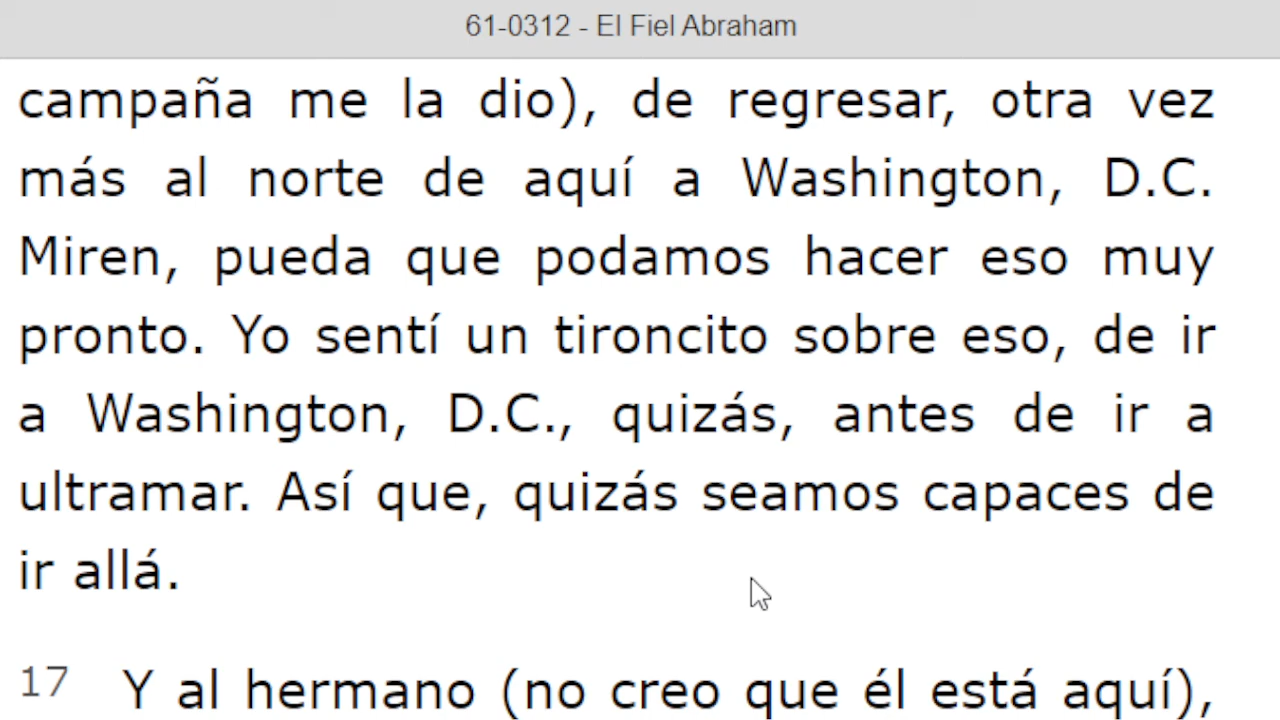 61-0312 - El Fiel Abraham
campaña me la dio), de regresar, otra vez
más al norte de aquí a Washington, D.C.
Miren, pueda que podamos hacer eso muy
pronto. Yo sentí un tironcito sobre eso, de ir
a Washington, D.C., quizás, antes de ir a
ultramar. Así que, quizás seamos capaces de
ir allá.
17 Y al hermano (no creo que él está aquí),